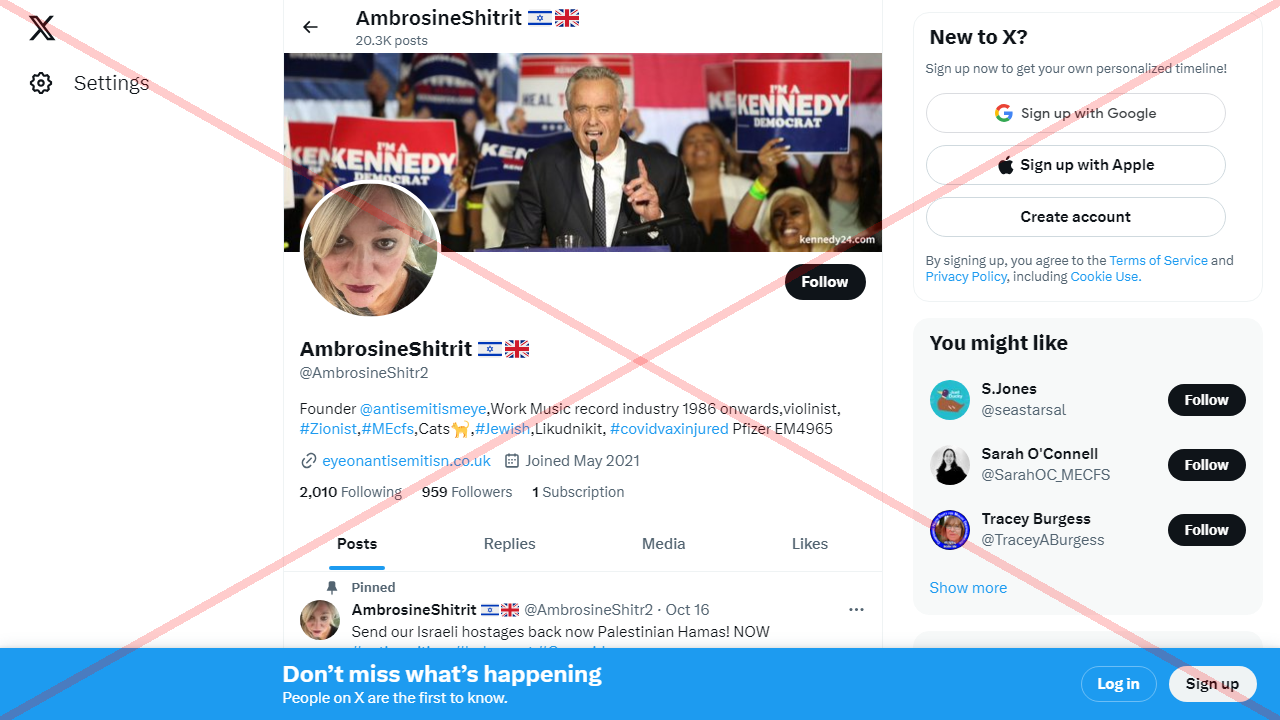 AmbrosineShitrit 🇮🇱🇬🇧
20.3K posts
Settings
I'M A
KENNEDY
DEMOCRAT
HEAL
KEN
I'M A
KENNEDY
DEMOCRAT
kennedy24.com
Follow
AmbrosineShitrit 🇮🇱🇬🇧
@AmbrosineShitr2
Founder @antisemitismeye,Work Music record industry 1986 onwards,violinist,
#Zionist,#MEcfs,Cats🐈,#Jewish,Likudnikit, #covidvaxinjured Pfizer EM4965
eyeonantisemitisn.co.uk Joined May 2021
2,010 Following 959 Followers 1 Subscription
Posts Replies Media Likes
Pinned
AmbrosineShitrit 🇮🇱🇬🇧 @AmbrosineShitr2 · Oct 16
Send our Israeli hostages back now Palestinian Hamas! NOW
New to X?
Sign up now to get your own personalized timeline!
Sign up with Google
Sign up with Apple
Create account
By signing up, you agree to the Terms of Service and
Privacy Policy, including Cookie Use.
You might like
S.Jones
@seastarsal
Follow
Sarah O'Connell
@SarahOC_MECFS
Follow
Tracey Burgess
@TraceyABurgess
Follow
Show more
Don’t miss what’s happening
People on X are the first to know.
Log in
Sign up